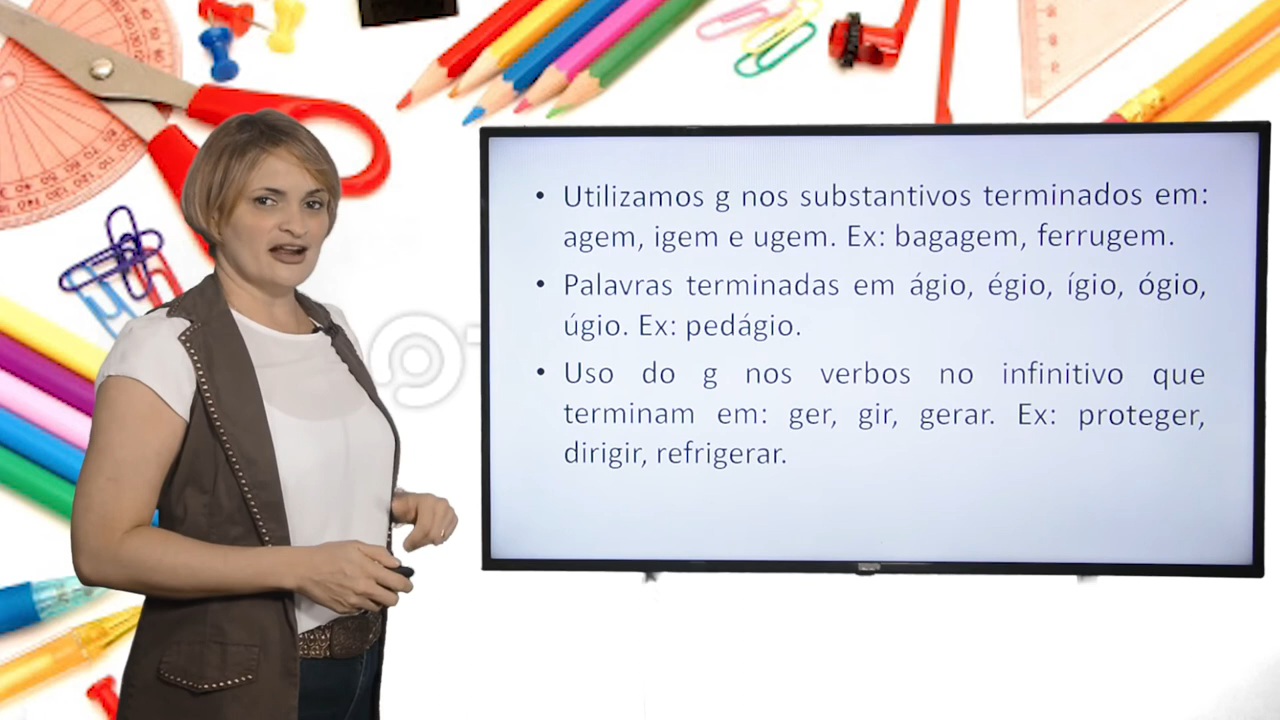 • Utilizamos g nos substantivos terminados em:
agem, igem e ugem. Ex: bagagem, ferrugem.
• Palavras terminadas em ágio, égio, ígio, ógio,
úgio. Ex: pedágio.
• Uso do g nos verbos no infinitivo que
terminam em: ger, gir, gerar. Ex: proteger,
dirigir, refrigerar.